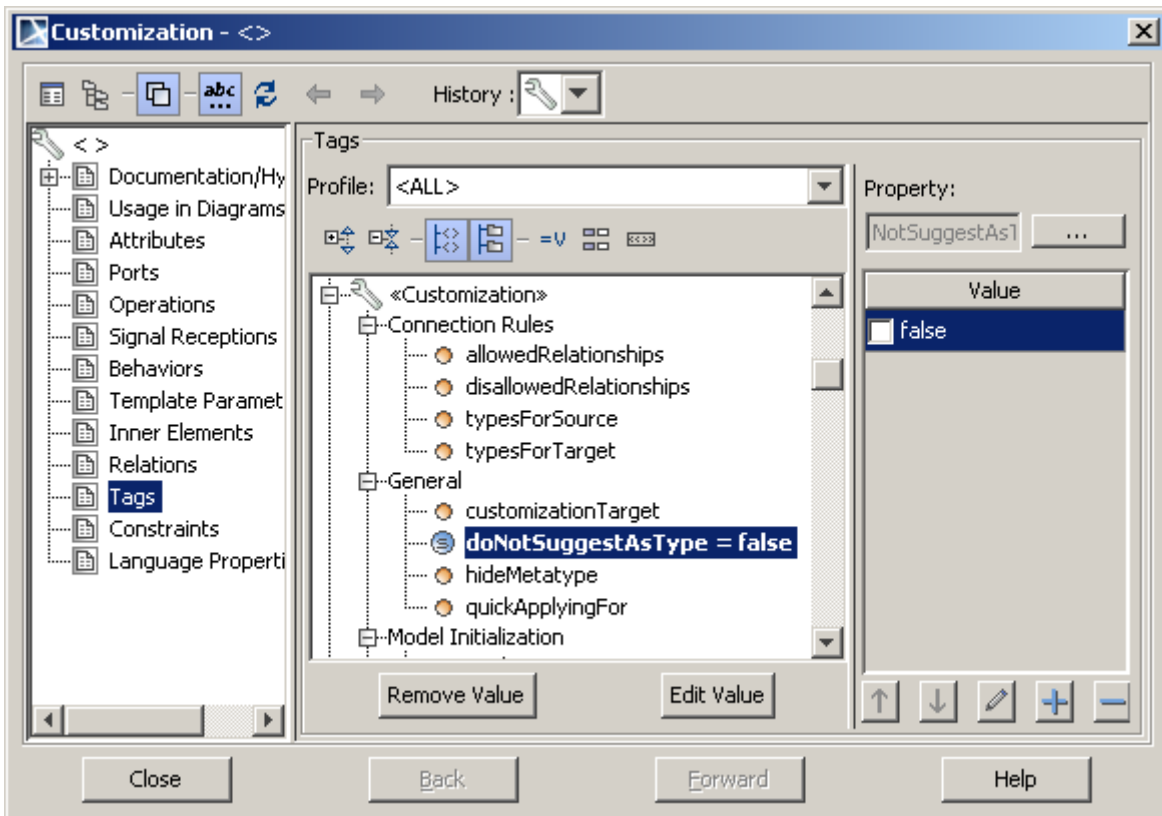 Customization - <>
abc
...
History :
< >
Documentation/Hy
Usage in Diagrams
Attributes
Ports
Operations
Signal Receptions
Behaviors
Template Paramet
Inner Elements
Relations
Tags
Constraints
Language Properti
Tags
Profile: <ALL>
=V
«Customization»
Connection Rules
allowedRelationships
disallowedRelationships
typesForSource
typesForTarget
General
customizationTarget
doNotSuggestAsType = false
hideMetatype
quickApplyingFor
Model Initialization
Remove Value
Edit Value
Property:
NotSuggestAsT
...
Value
false
Close
Back
Forward
Help